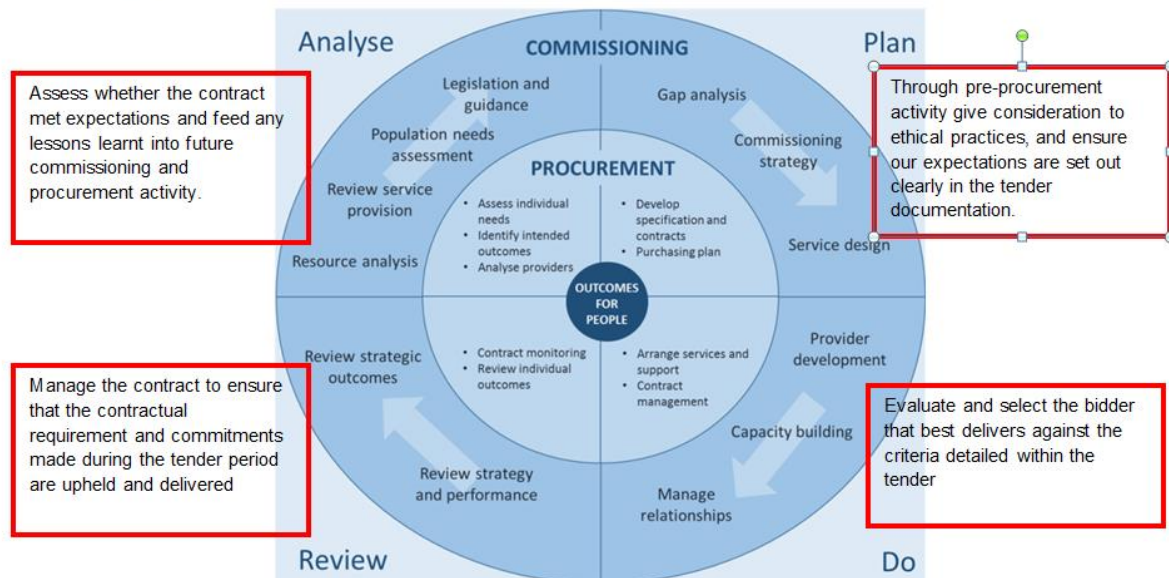 Analyse
COMMISSIONING
Plan
Assess whether the contract
met expectations and feed any
lessons learnt into future
commissioning and
procurement activity.
Legislation and
guidance
Population needs
assessment
Review service
provision
Resource analysis
Gap analysis
Commissioning
strategy
Service design
Through pre-procurement
activity give consideration to
ethical practices, and ensure
our expectations are set out
clearly in the tender
documentation.
PROCUREMENT
• Assess individual
needs
• Identify intended
outcomes
• Analyse providers
• Develop
specification and
contracts
• Purchasing plan
OUTCOMES
FOR
PEOPLE
• Contract monitoring
• Review individual
outcomes
• Arrange services and
support
• Contract
management
Review strategic
outcomes
Review strategy
and performance
Provider
development
Capacity building
Manage
relationships
Manage the contract to ensure
that the contractual
requirement and commitments
made during the tender period
are upheld and delivered
Evaluate and select the bidder
that best delivers against the
criteria detailed within the
tender
Review
Do